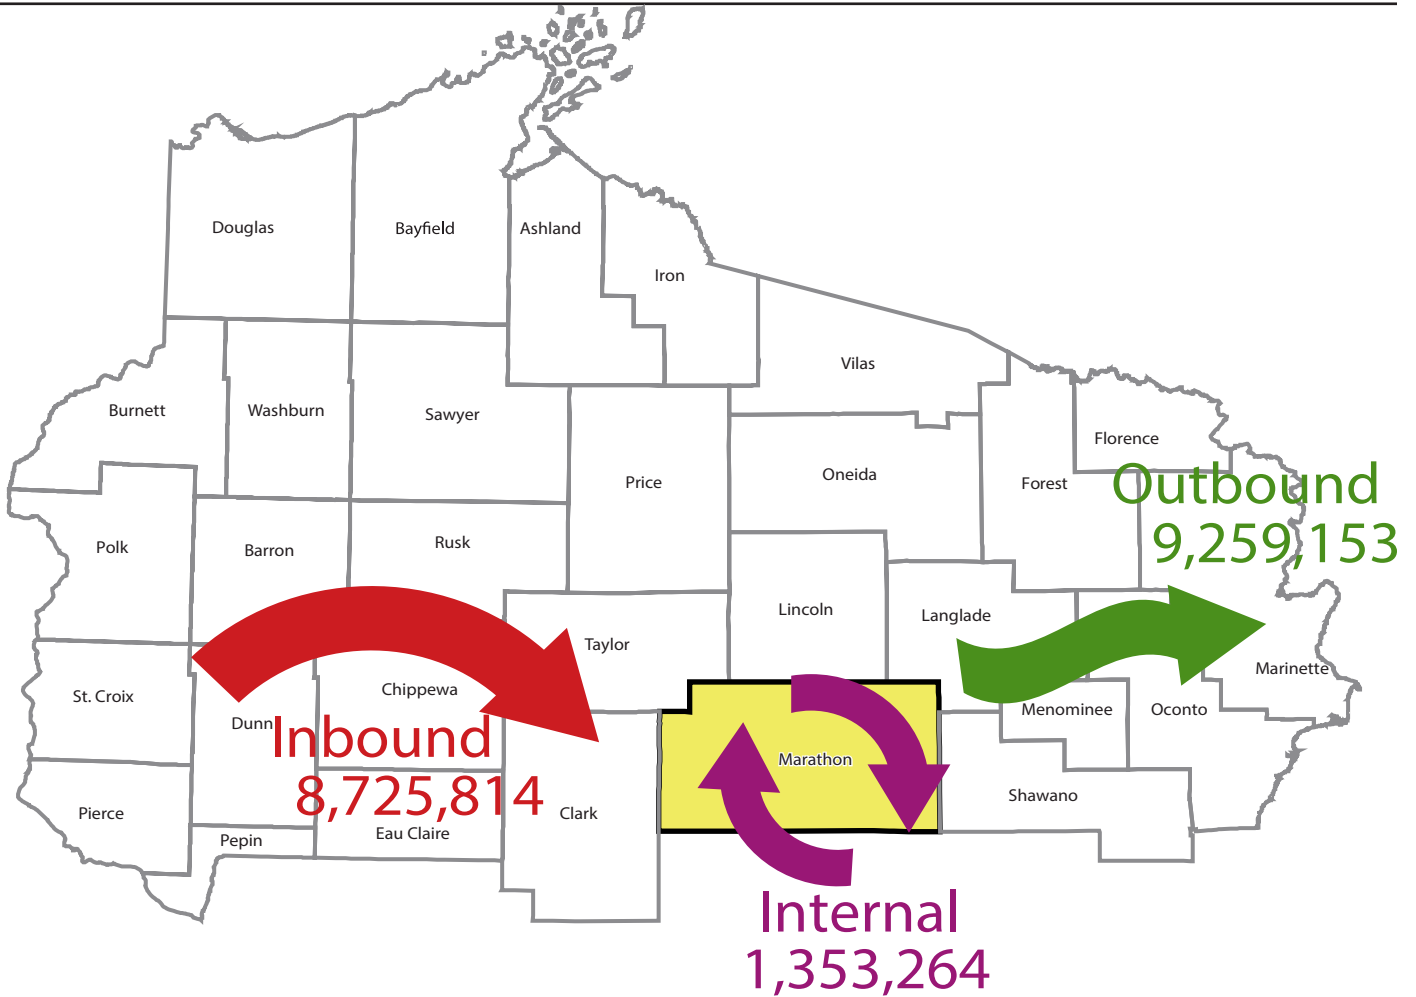 Douglas
Bayfield
Ashland
Iron
Vilas
Burnett
Washburn
Sawyer
Florence
Price
Oneida
Forest
Outbound
9,259,153
Polk
Barron
Rusk
Lincoln
Langlade
Taylor
Marinette
St. Croix
Chippewa
Menominee
Oconto
Dunn
Inbound
8,725,814
Marathon
Shawano
Pierce
Clark
Eau Claire
Pepin
Internal
1,353,264